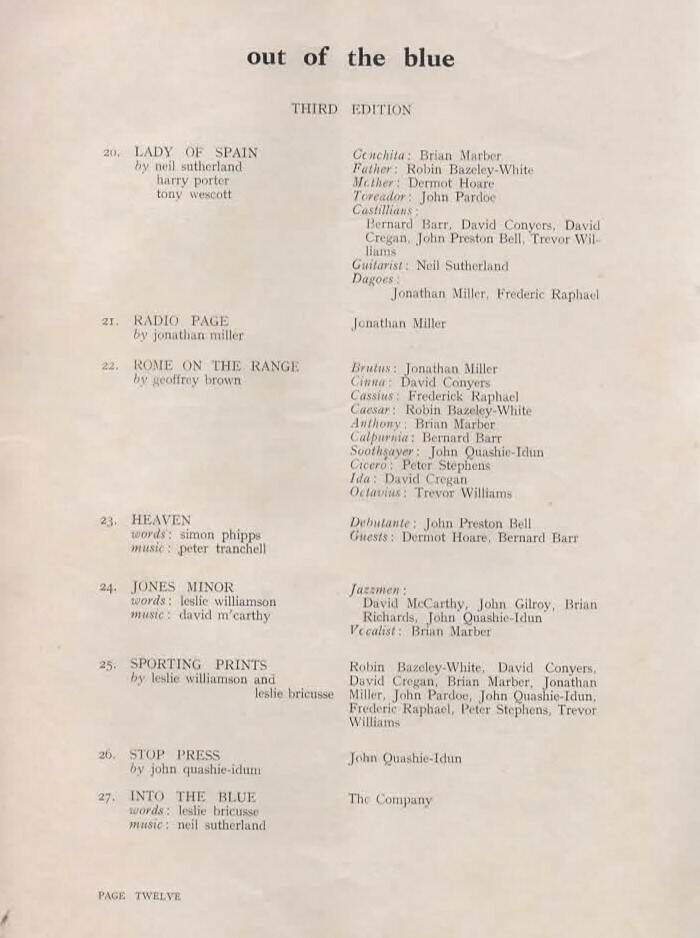 out of the blue
THIRD EDITION
20. LADY OF SPAIN
by neil sutherland
harry porter
tony wescott
Conchita: Brian Marber
Father: Robin Bazeley-White
Mother: Dermot Hoare
Toreador: John Pardoe
Castillians:
Bernard Barr, David Conyers, David
Cregan, John Preston Bell, Trevor Wil-
liams
Guitarist: Neil Sutherland
Dagoes:
Jonathan Miller, Frederic Raphael
21. RADIO PAGE
by jonathan miller
Jonathan Miller
22. ROME ON THE RANGE
by geoffrey brown
Brutus: Jonathan Miller
Cinna: David Conyers
Cassius: Frederick Raphael
Caesar: Robin Bazeley-White
Anthony: Brian Marber
Calpurnia: Bernard Barr
Soothsayer: John Quashie-Idun
Cicero: Peter Stephens
Ida: David Cregan
Octavius: Trevor Williams
23. HEAVEN
words: simon phipps
music: peter tranchell
Debutante: John Preston Bell
Guests: Dermot Hoare, Bernard Barr
24. JONES MINOR
words: leslie williamson
music: david m'carthy
Jazzmen:
David McCarthy, John Gilroy, Brian
Richards, John Quashie-Idun
Vocalist: Brian Marber
25. SPORTING PRINTS
by leslie williamson and
leslie bricusse
Robin Bazeley-White, David Conyers,
David Cregan, Brian Marber, Jonathan
Miller, John Pardoe, John Quashie-Idun,
Frederic Raphael, Peter Stephens, Trevor
Williams
26. STOP PRESS
by john quashie-idum
John Quashie-Idun
27. INTO THE BLUE
words: leslie bricusse
music: neil sutherland
The Company
PAGE TWELVE